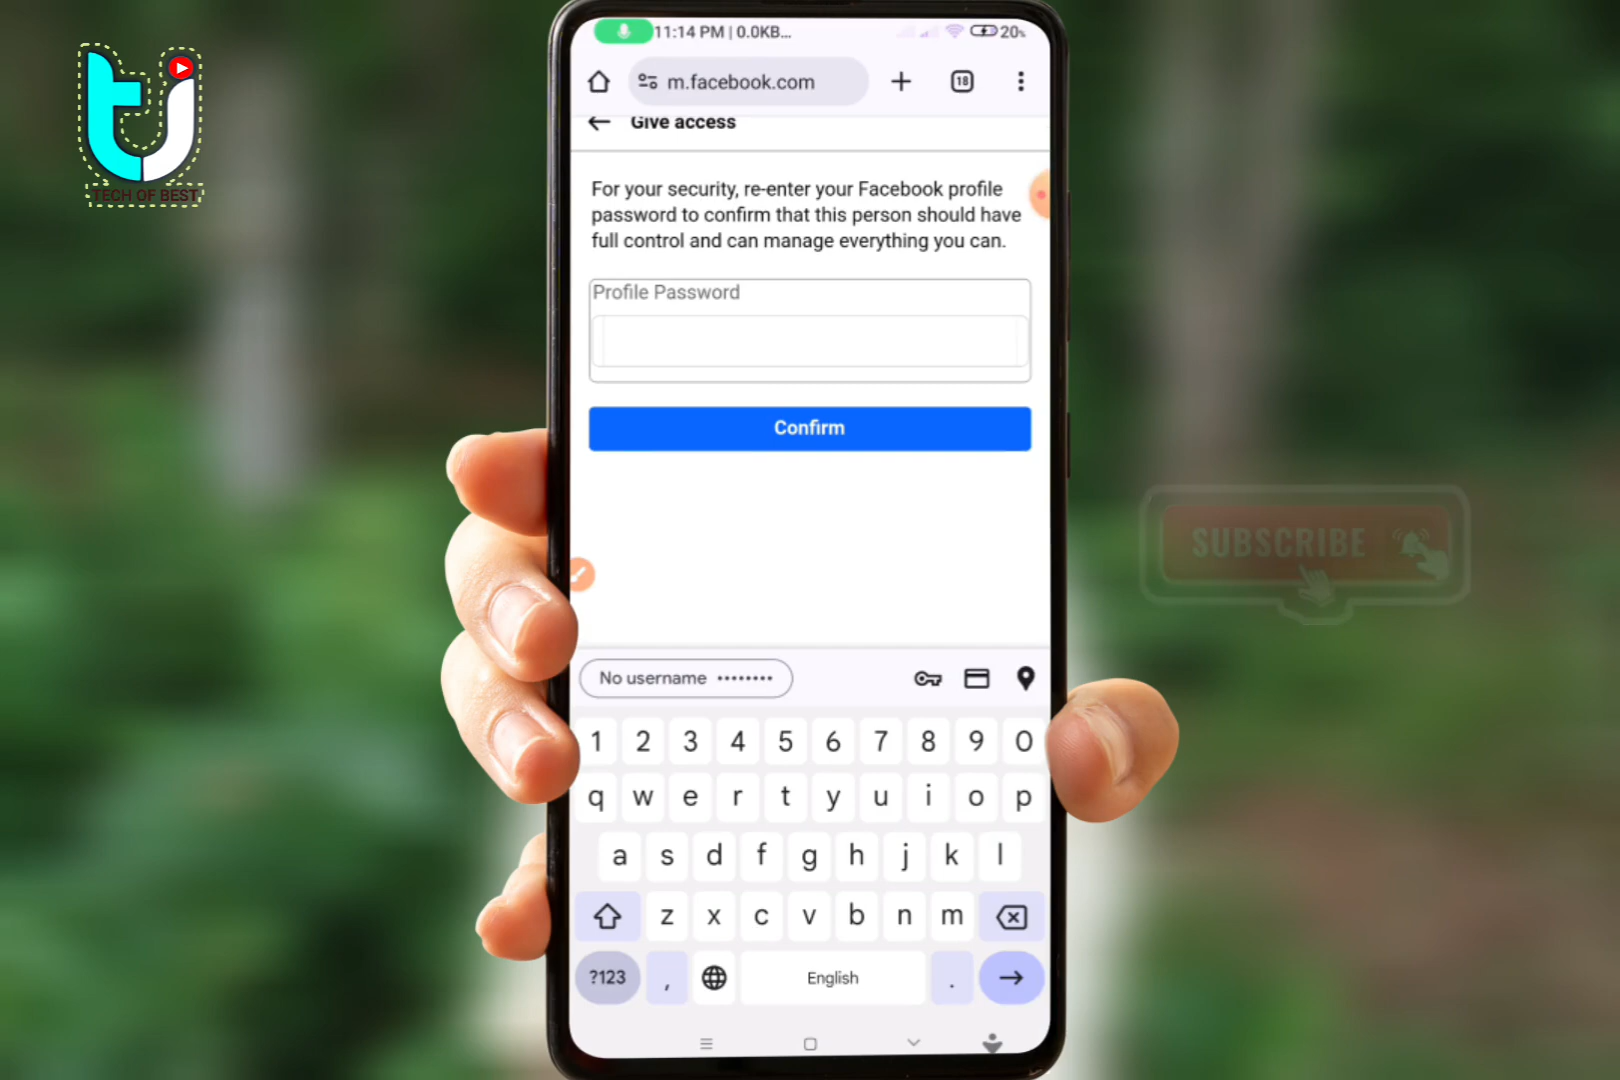 TECH OF BEST
11:14 PM | 0.0KB...
20%
m.facebook.com
18
Give access
For your security, re-enter your Facebook profile
password to confirm that this person should have
full control and can manage everything you can.
Profile Password
Confirm
SUBSCRIBE
No username ••••••••
1 2 3 4 5 6 7 8 9 0
q w e r t y u i o p
a s d f g h j k l
z x c v b n m
?123 , English .